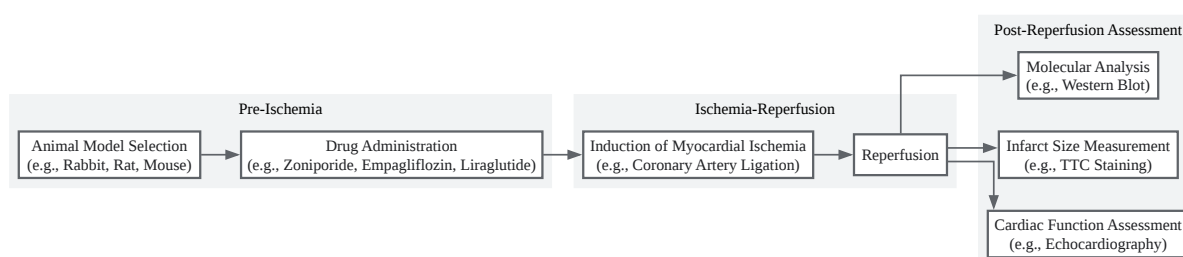 Pre-Ischemia
Animal Model Selection
(e.g., Rabbit, Rat, Mouse)
Drug Administration
(e.g., Zoniporide, Empagliflozin, Liraglutide)
Ischemia-Reperfusion
Induction of Myocardial Ischemia
(e.g., Coronary Artery Ligation)
Reperfusion
Post-Reperfusion Assessment
Molecular Analysis
(e.g., Western Blot)
Infarct Size Measurement
(e.g., TTC Staining)
Cardiac Function Assessment
(e.g., Echocardiography)